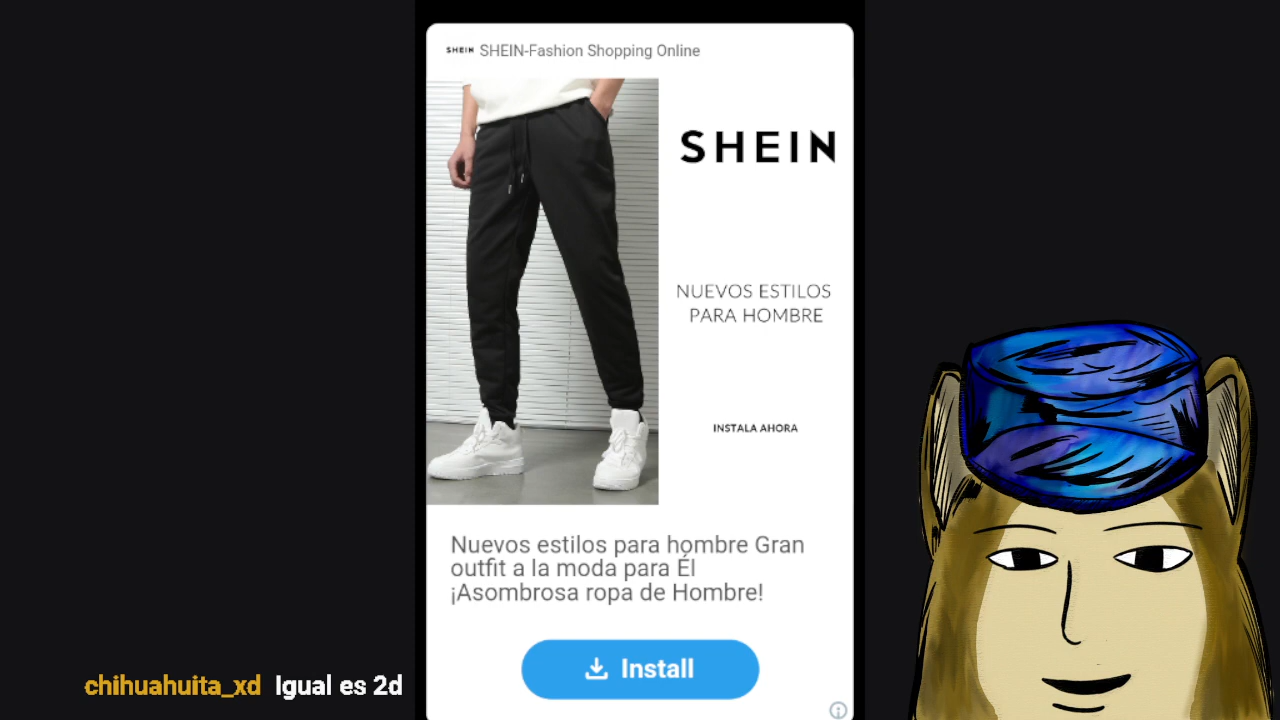 SHEIN SHEIN-Fashion Shopping Online
SHEIN
NUEVOS ESTILOS
PARA HOMBRE
INSTALA AHORA
Nuevos estilos para hombre Gran
outfit a la moda para Él
¡Asombrosa ropa de Hombre!
Install
chihuahuita_xd Igual es 2d